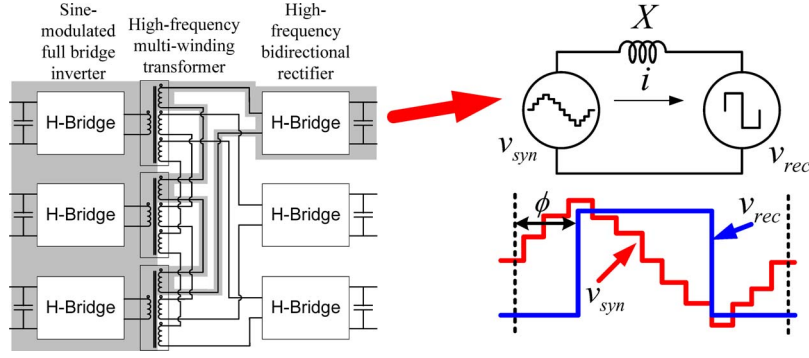 Sine-
modulated
full bridge
inverter
High-frequency
multi-winding
transformer
High-
frequency
bidirectional
rectifier
H-Bridge
H-Bridge
H-Bridge
H-Bridge
H-Bridge
H-Bridge
X
i
v_syn
v_rec
ϕ
v_rec
v_syn